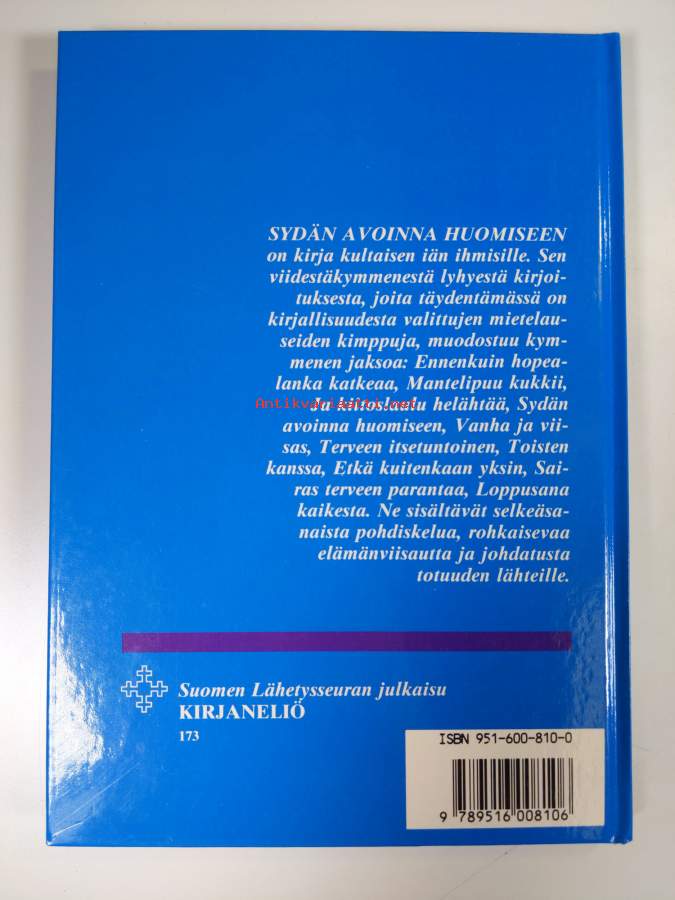 SYDÄN AVOINNA HUOMISEEN
on kirja kultaisen iän ihmisille. Sen
viidestäkymmenestä lyhyestä kirjoi-
tuksesta, joita täydentämässä on
kirjallisuudesta valittujen mietelau-
seiden kimppuja, muodostuu kym-
menen jaksoa: Ennenkuin hopea-
lanka katkeaa, Mantelipuu kukkii,
Antikvariaatti.net
Ja kiitoslaulu helähtää, Sydän
avoinna huomiseen, Vanha ja vii-
sas, Terveen itsetuntoinen, Toisten
kanssa, Etkä kuitenkaan yksin, Sai-
ras terveen parantaa, Loppusana
kaikesta. Ne sisältävät selkeäsa-
naista pohdiskelua, rohkaisevaa
elämänviisautta ja johdatusta
totuuden lähteille.
Suomen Lähetysseuran julkaisu
KIRJANELIÖ
173
ISBN 951-600-810-0
9 789516 008106